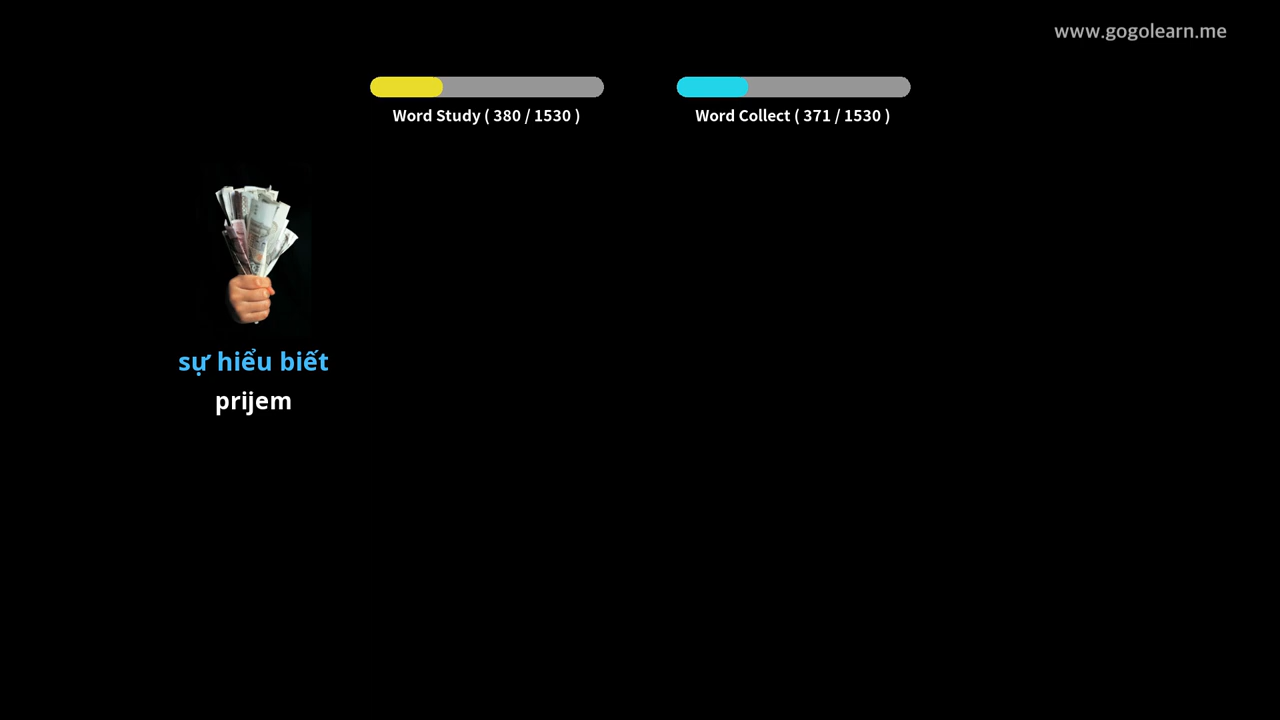 www.gogolearn.me
Word Study ( 380 / 1530 )
Word Collect ( 371 / 1530 )
sự hiểu biết
prijem